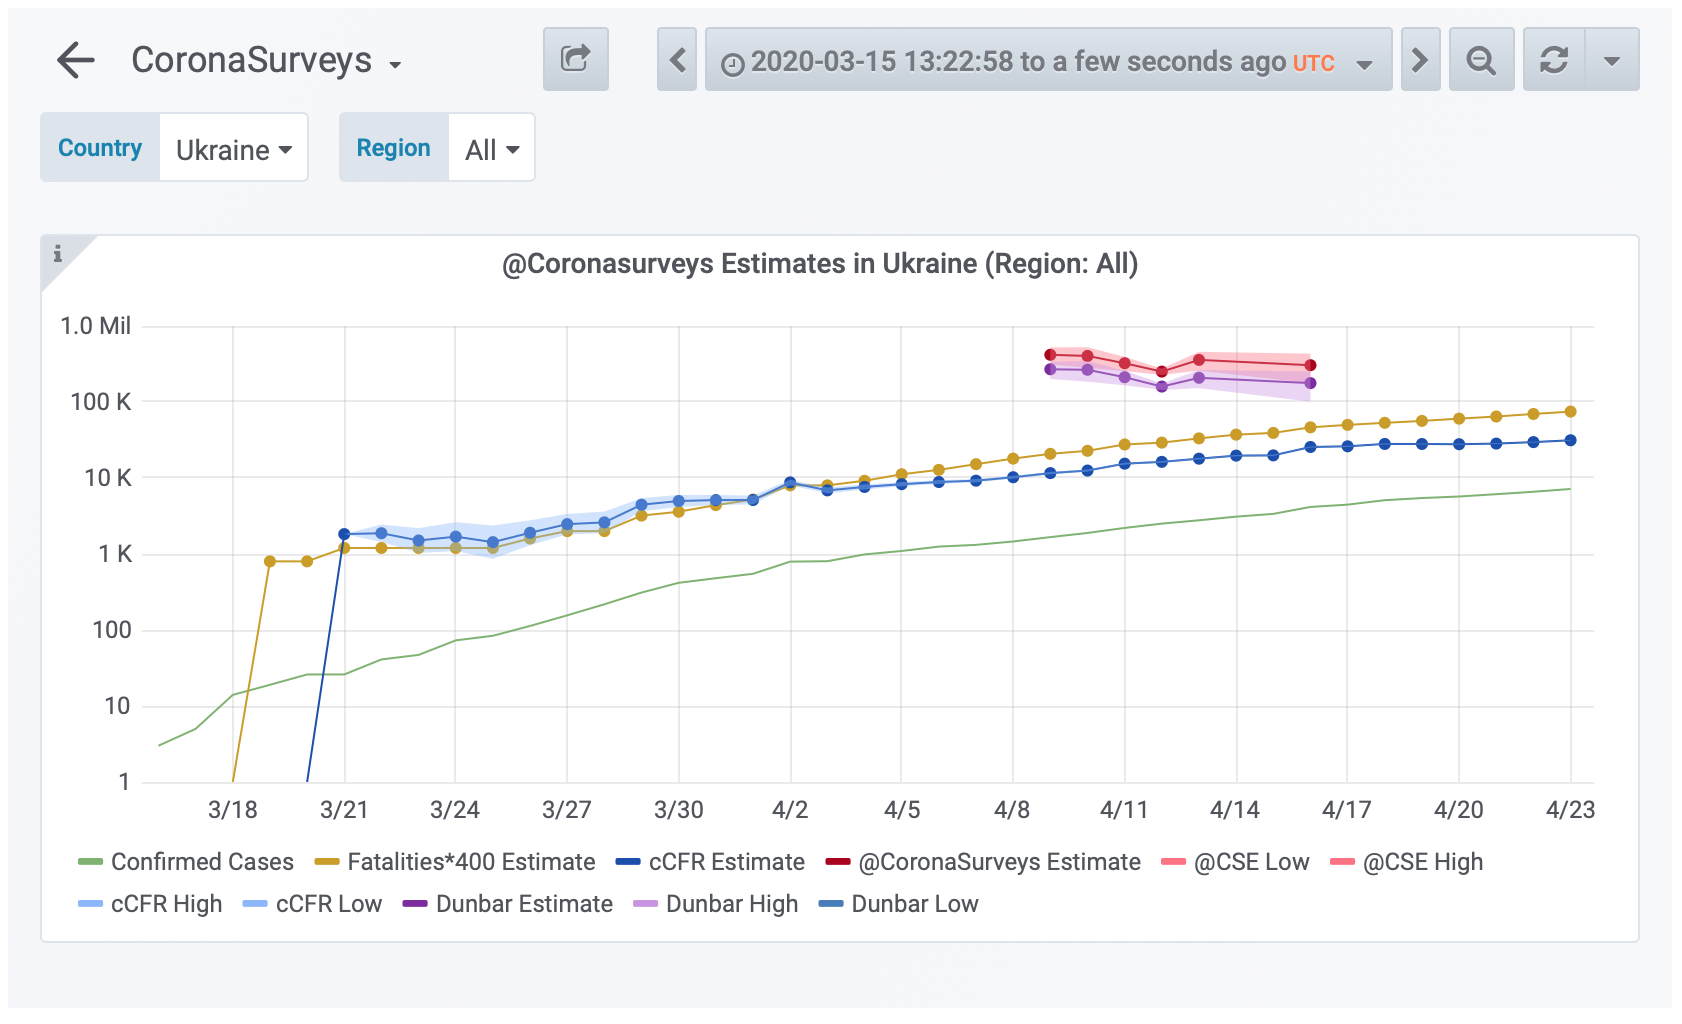 CoronaSurveys
2020-03-15 13:22:58 to a few seconds ago UTC
Country Ukraine Region All
i
@Coronasurveys Estimates in Ukraine (Region: All)
1.0 Mil
100 K
10 K
1 K
100
10
1
3/18 3/21 3/24 3/27 3/30 4/2 4/5 4/8 4/11 4/14 4/17 4/20 4/23
Confirmed Cases Fatalities*400 Estimate cCFR Estimate @CoronaSurveys Estimate @CSE Low @CSE High
cCFR High cCFR Low Dunbar Estimate Dunbar High Dunbar Low